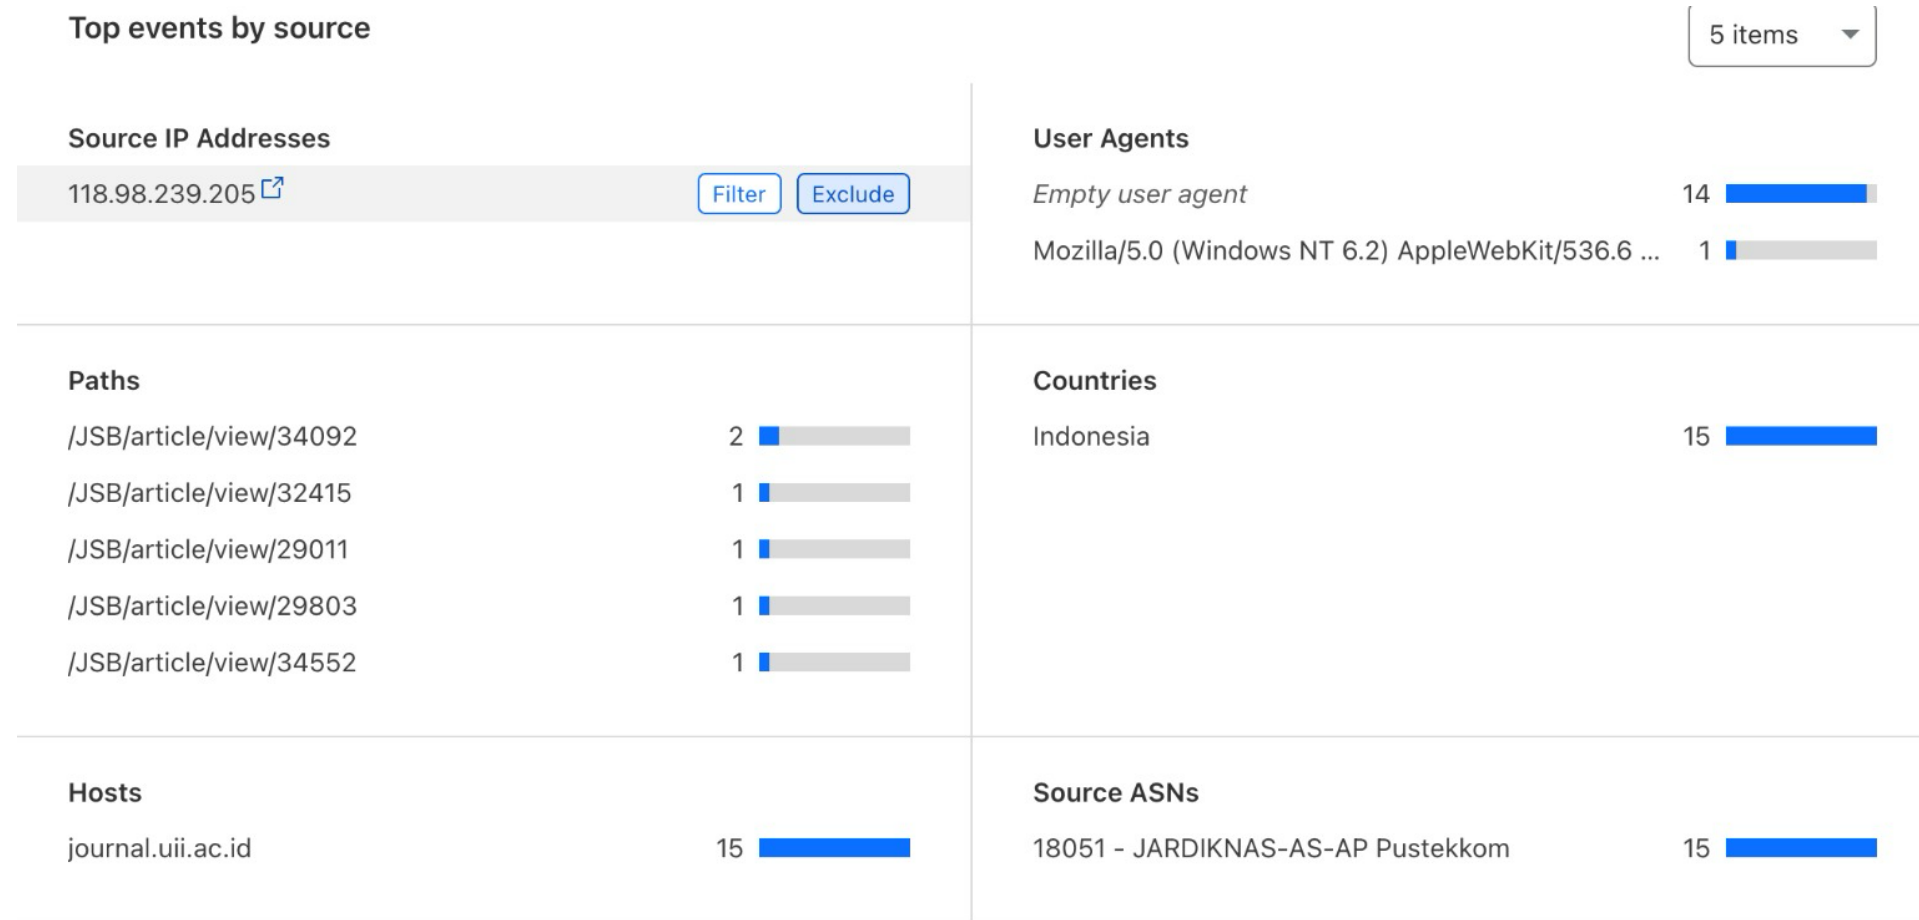 Top events by source
5 items
Source IP Addresses
118.98.239.205
Filter
Exclude
User Agents
Empty user agent 14
Mozilla/5.0 (Windows NT 6.2) AppleWebKit/536.6 ... 1
Paths
/JSB/article/view/34092 2
/JSB/article/view/32415 1
/JSB/article/view/29011 1
/JSB/article/view/29803 1
/JSB/article/view/34552 1
Countries
Indonesia 15
Hosts
journal.uii.ac.id 15
Source ASNs
18051 - JARDIKNAS-AS-AP Pustekkom 15